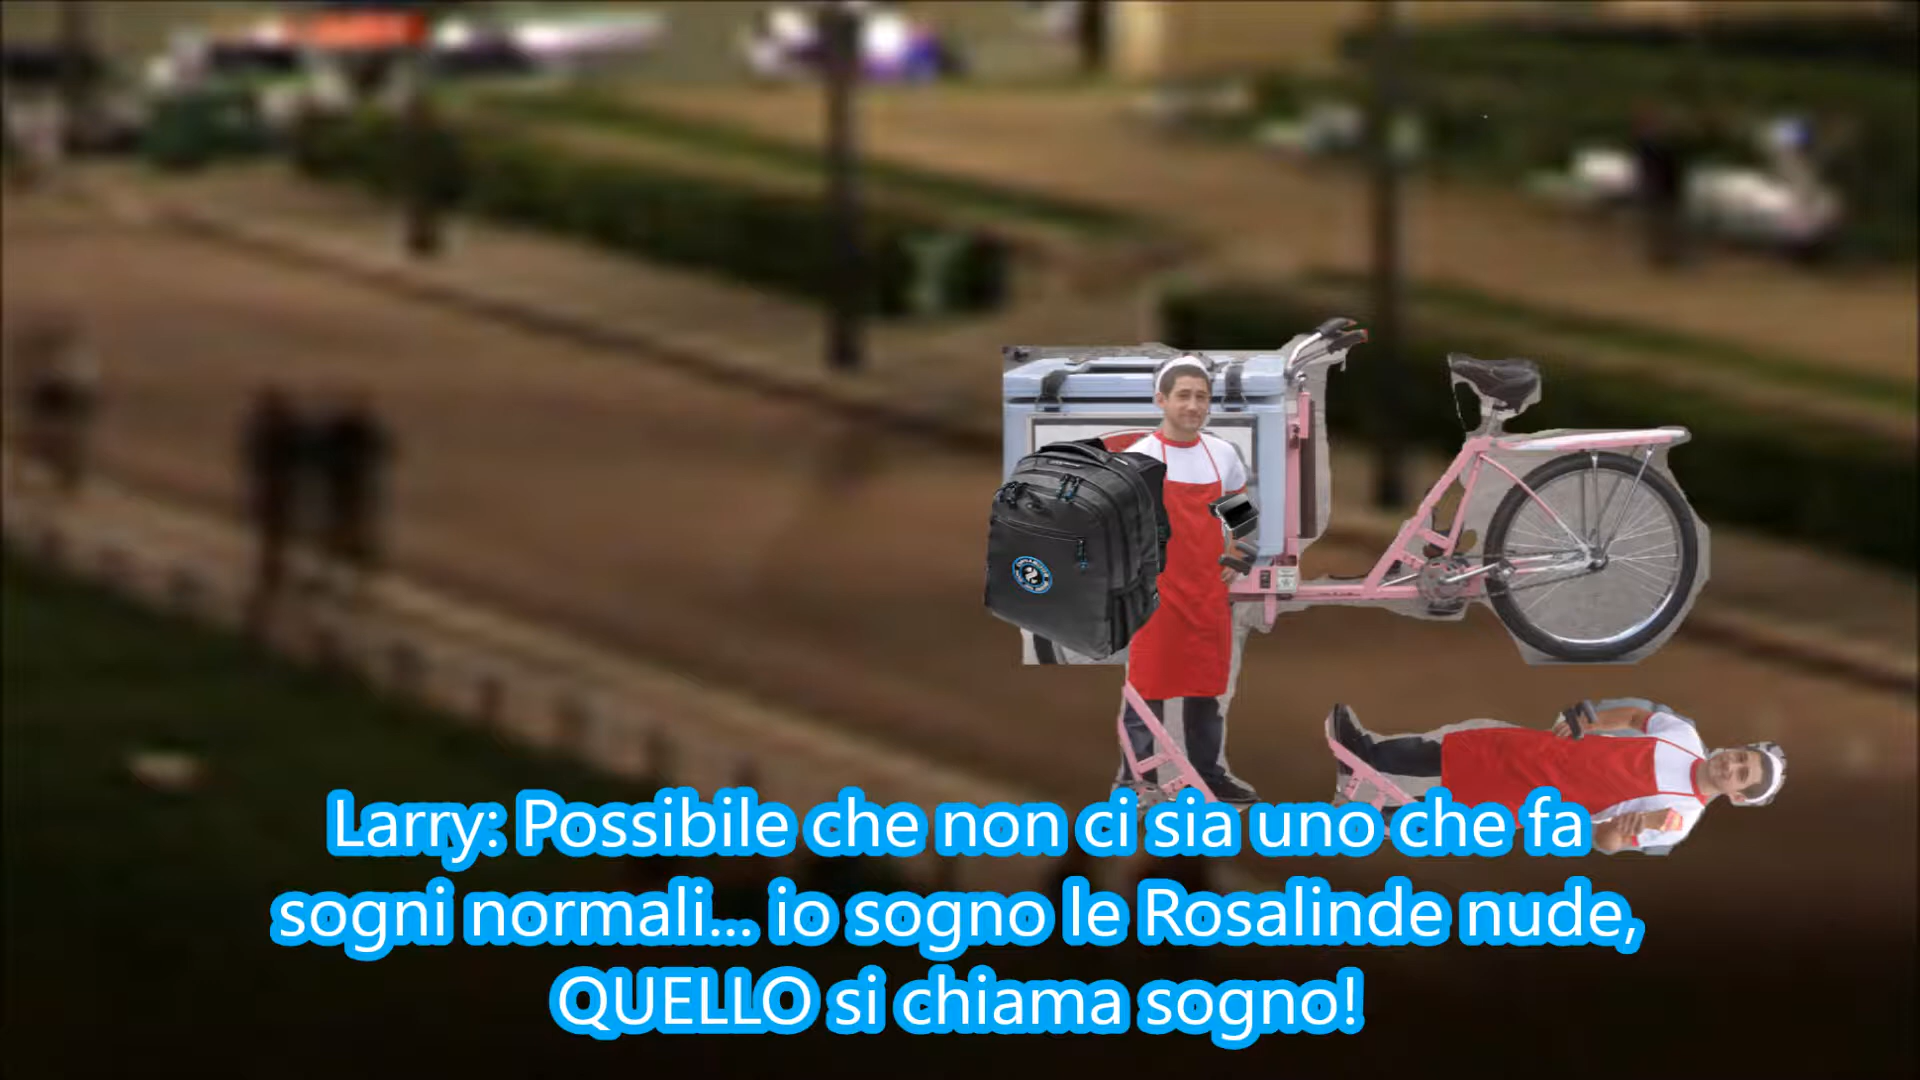 Larry: Possibile che non ci sia uno che fa
sogni normali... io sogno le Rosalinde nude,
QUELLO si chiama sogno!